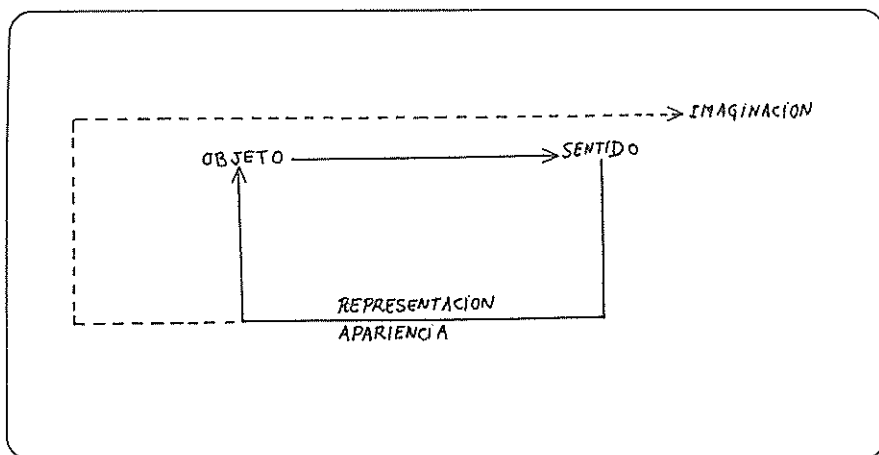 IMAGINACION
OBJETO
SENTIDO
REPRESENTACION
APARIENCIA